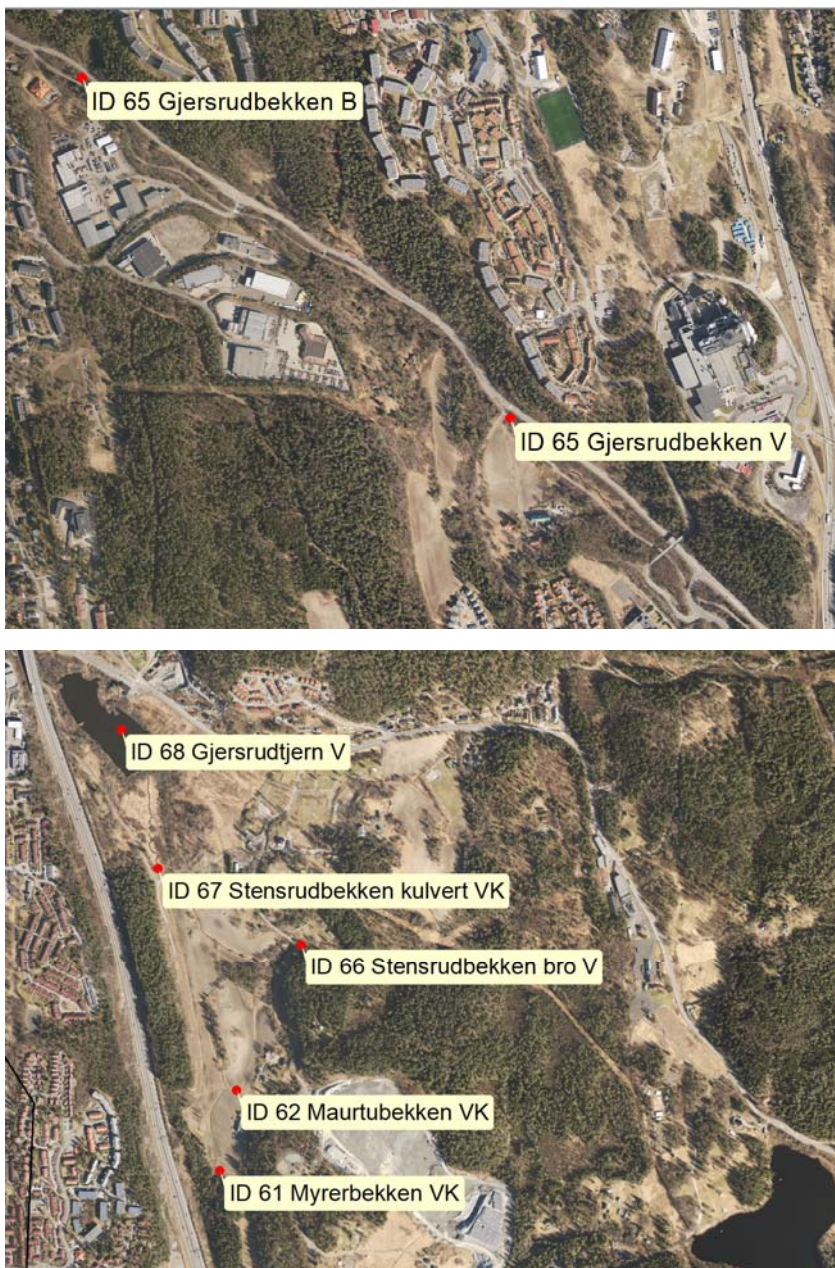 ID 65 Gjersrudbekken B
ID 65 Gjersrudbekken V
ID 68 Gjersrudtjern V
ID 67 Stensrudbekken kulvert VK
ID 66 Stensrudbekken bro V
ID 62 Maurtubekken VK
ID 61 Myrerbekken VK